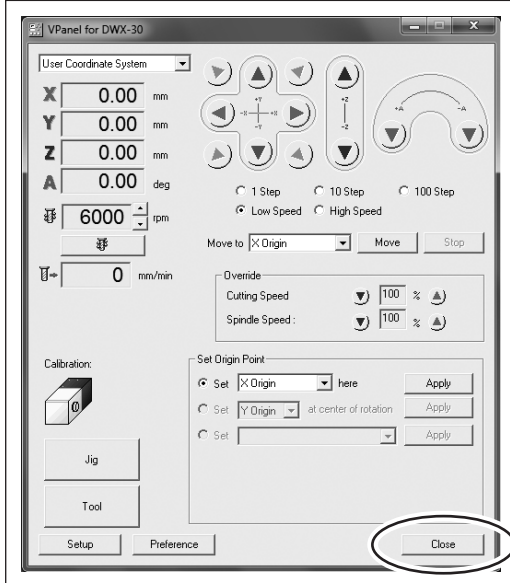 VPanel for DWX-30
User Coordinate System
X 0.00 mm
Y 0.00 mm
Z 0.00 mm
A 0.00 deg
6000 rpm
0 mm/min
+Y
-X +X
-Y
+Z
-Z
+A -A
1 Step 10 Step 100 Step
Low Speed High Speed
Move to X Origin Move Stop
Override
Cutting Speed 100 %
Spindle Speed : 100 %
Calibration:
Jig
Tool
Set Origin Point
Set X Origin here Apply
Set Y Origin at center of rotation Apply
Set Apply
Setup Preference Close